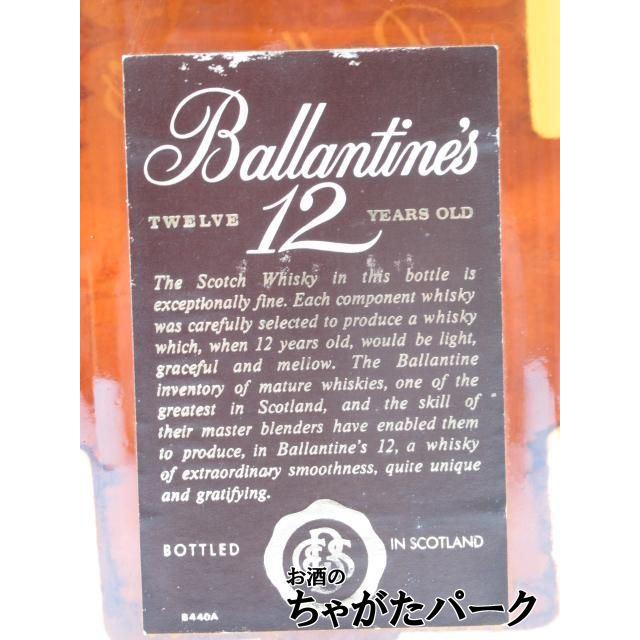 Ballantine's
TWELVE 12 YEARS OLD
The Scotch Whisky in this bottle is
exceptionally fine. Each component whisky
was carefully selected to produce a whisky
which, when 12 years old, would be light,
graceful and mellow. The Ballantine
inventory of mature whiskies, one of the
greatest in Scotland, and the skill of
their master blenders have enabled them
to produce, in Ballantine's 12, a whisky
of extraordinary smoothness, quite unique
and gratifying.
BOTTLED IN SCOTLAND
お酒の
ちゃがたパーク
B440A